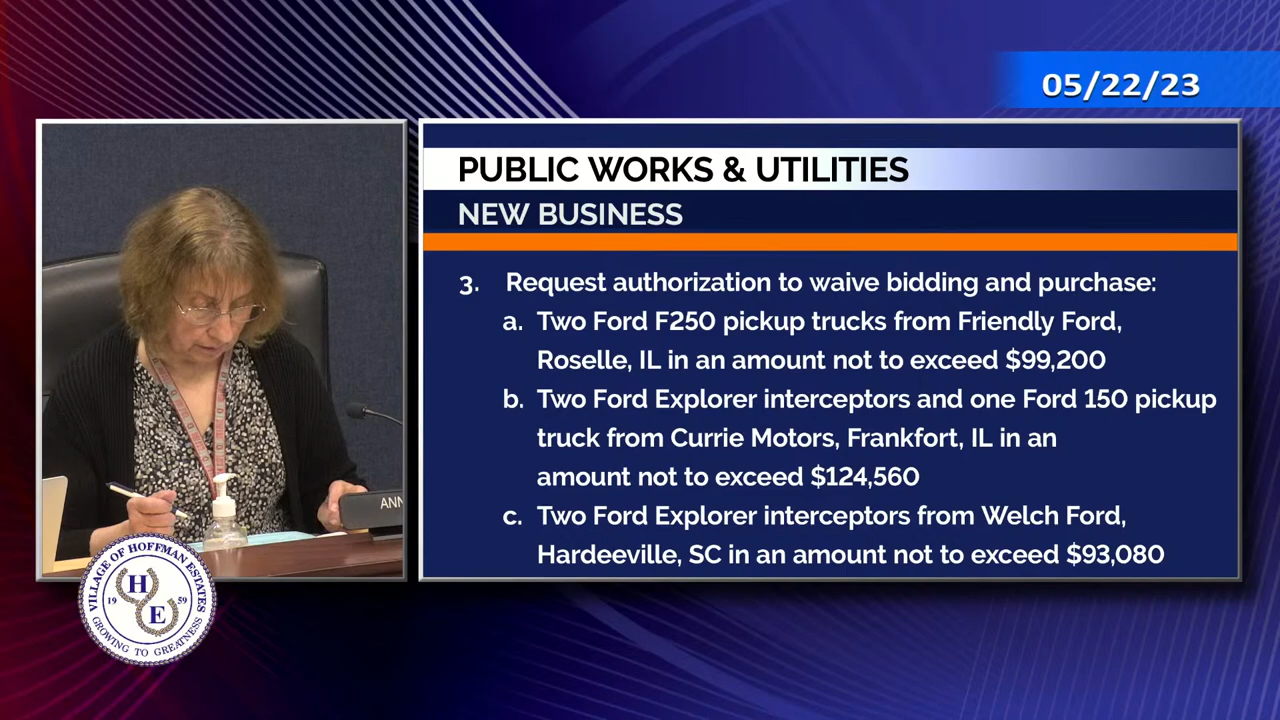 05/22/23
PUBLIC WORKS & UTILITIES
NEW BUSINESS
3. Request authorization to waive bidding and purchase:
a. Two Ford F250 pickup trucks from Friendly Ford,
Roselle, IL in an amount not to exceed $99,200
b. Two Ford Explorer interceptors and one Ford 150 pickup
truck from Currie Motors, Frankfort, IL in an
amount not to exceed $124,560
c. Two Ford Explorer interceptors from Welch Ford,
Hardeeville, SC in an amount not to exceed $93,080
ANN
VILLAGE OF HOFFMAN ESTATES
H E
19 59
GROWING TO GREATNESS